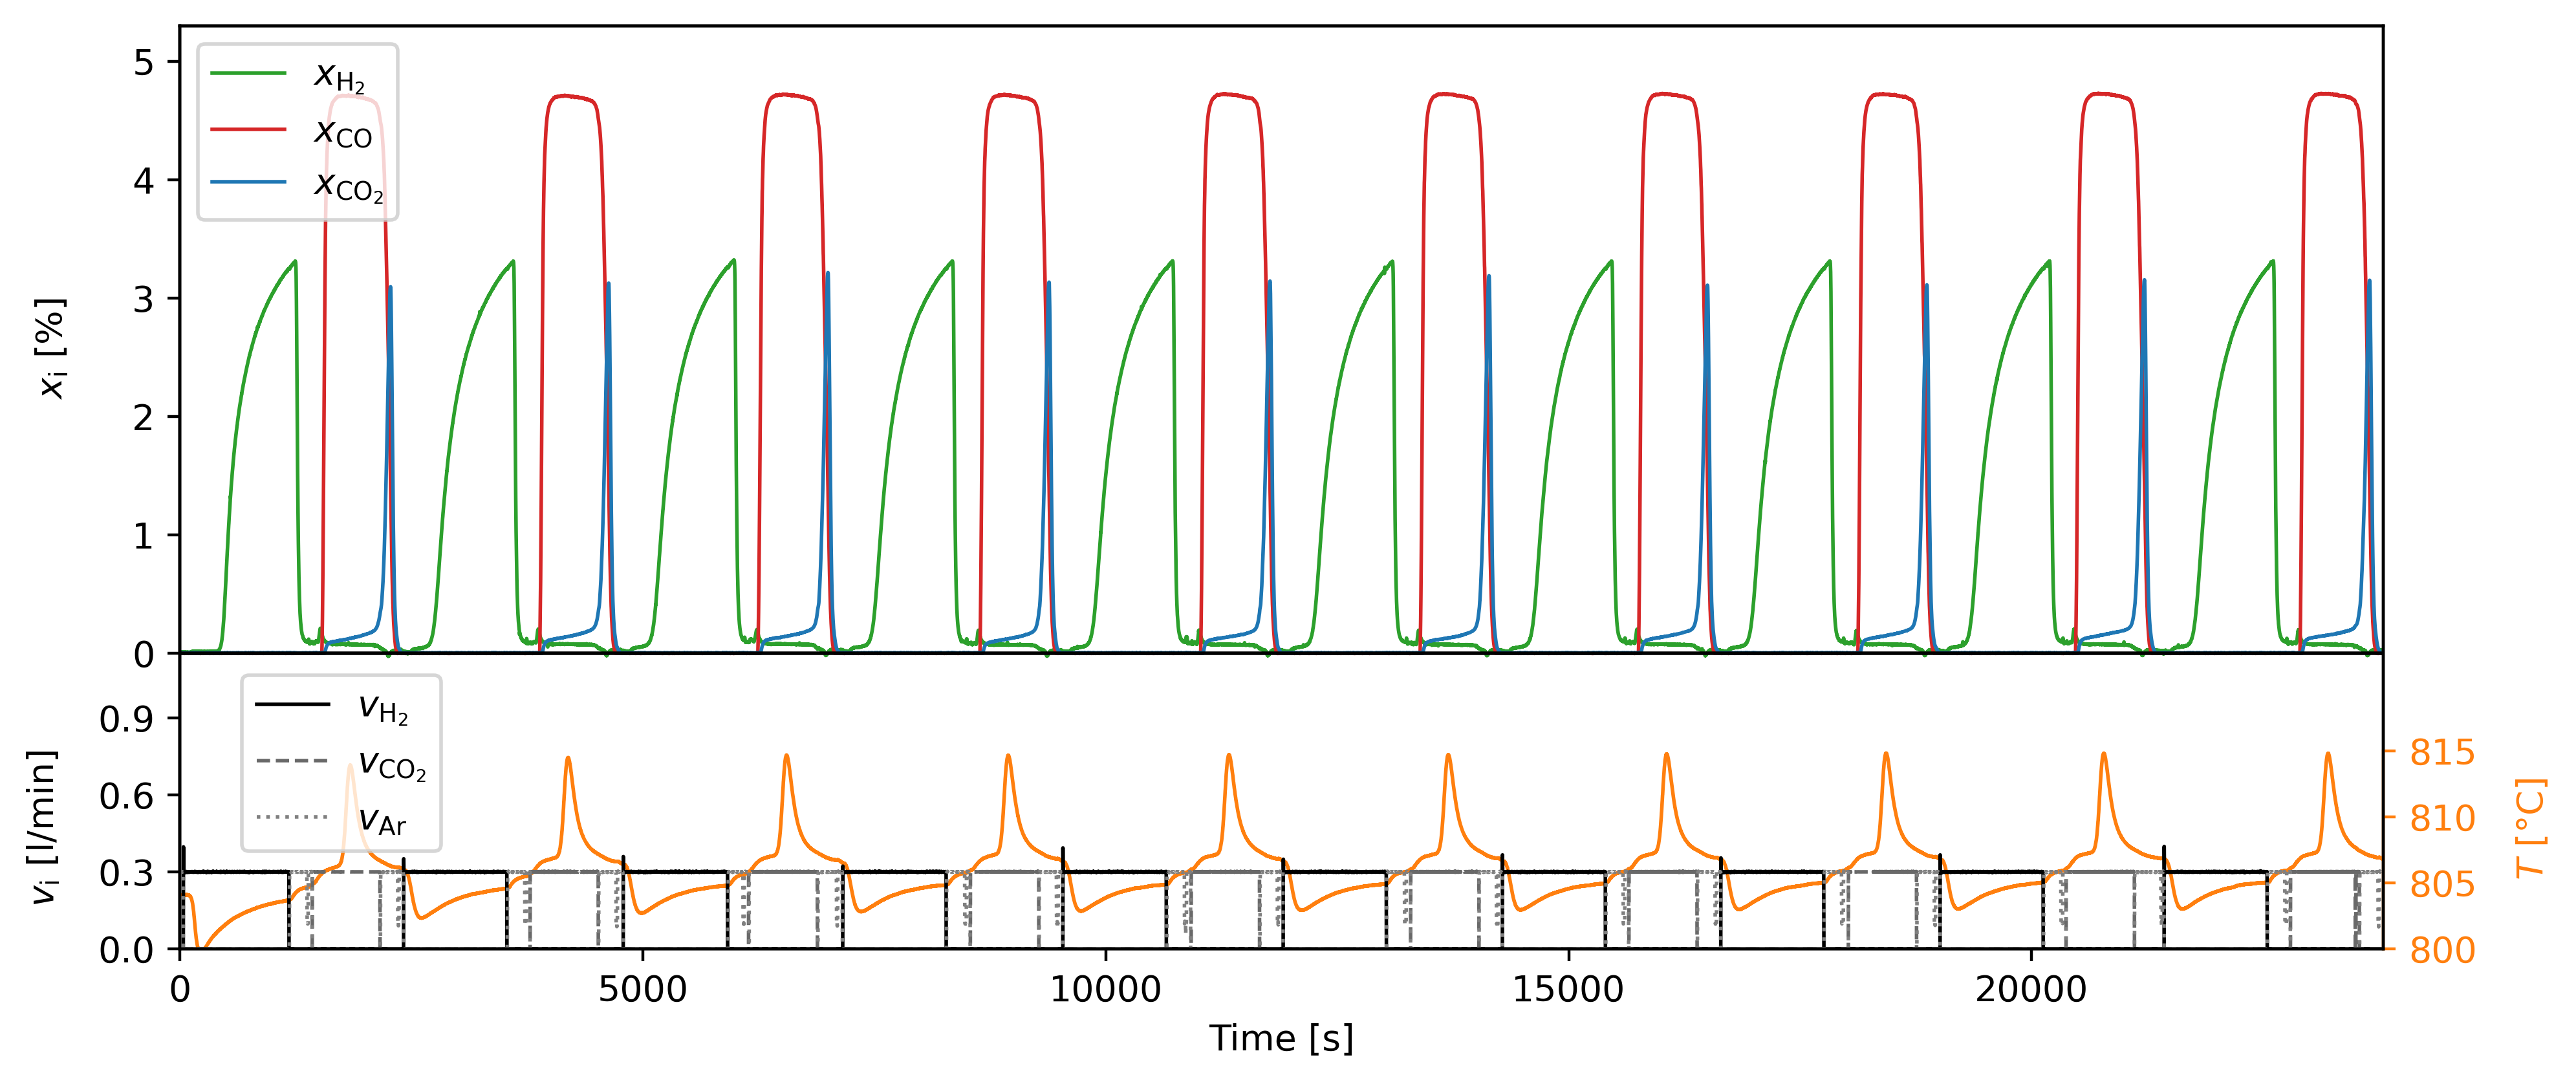 5
4
3
2
1
0
x_i [%]
x_H₂
x_CO
x_CO₂
0.9
0.6
0.3
0.0
v_i [l/min]
v_H₂
v_CO₂
v_Ar
815
810
805
800
T [°C]
0 5000 10000 15000 20000
Time [s]